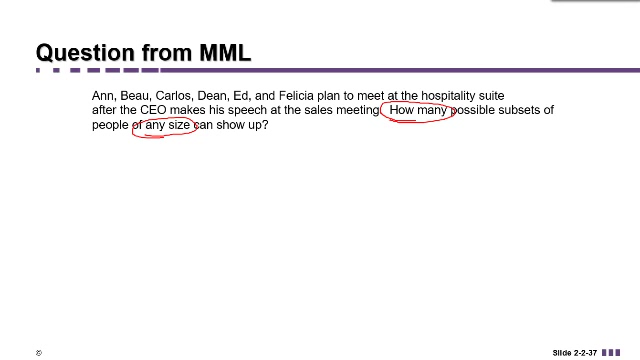 Question from MML
Ann, Beau, Carlos, Dean, Ed, and Felicia plan to meet at the hospitality suite
after the CEO makes his speech at the sales meeting. How many possible subsets of
people of any size can show up?
©
Slide 2-2-37